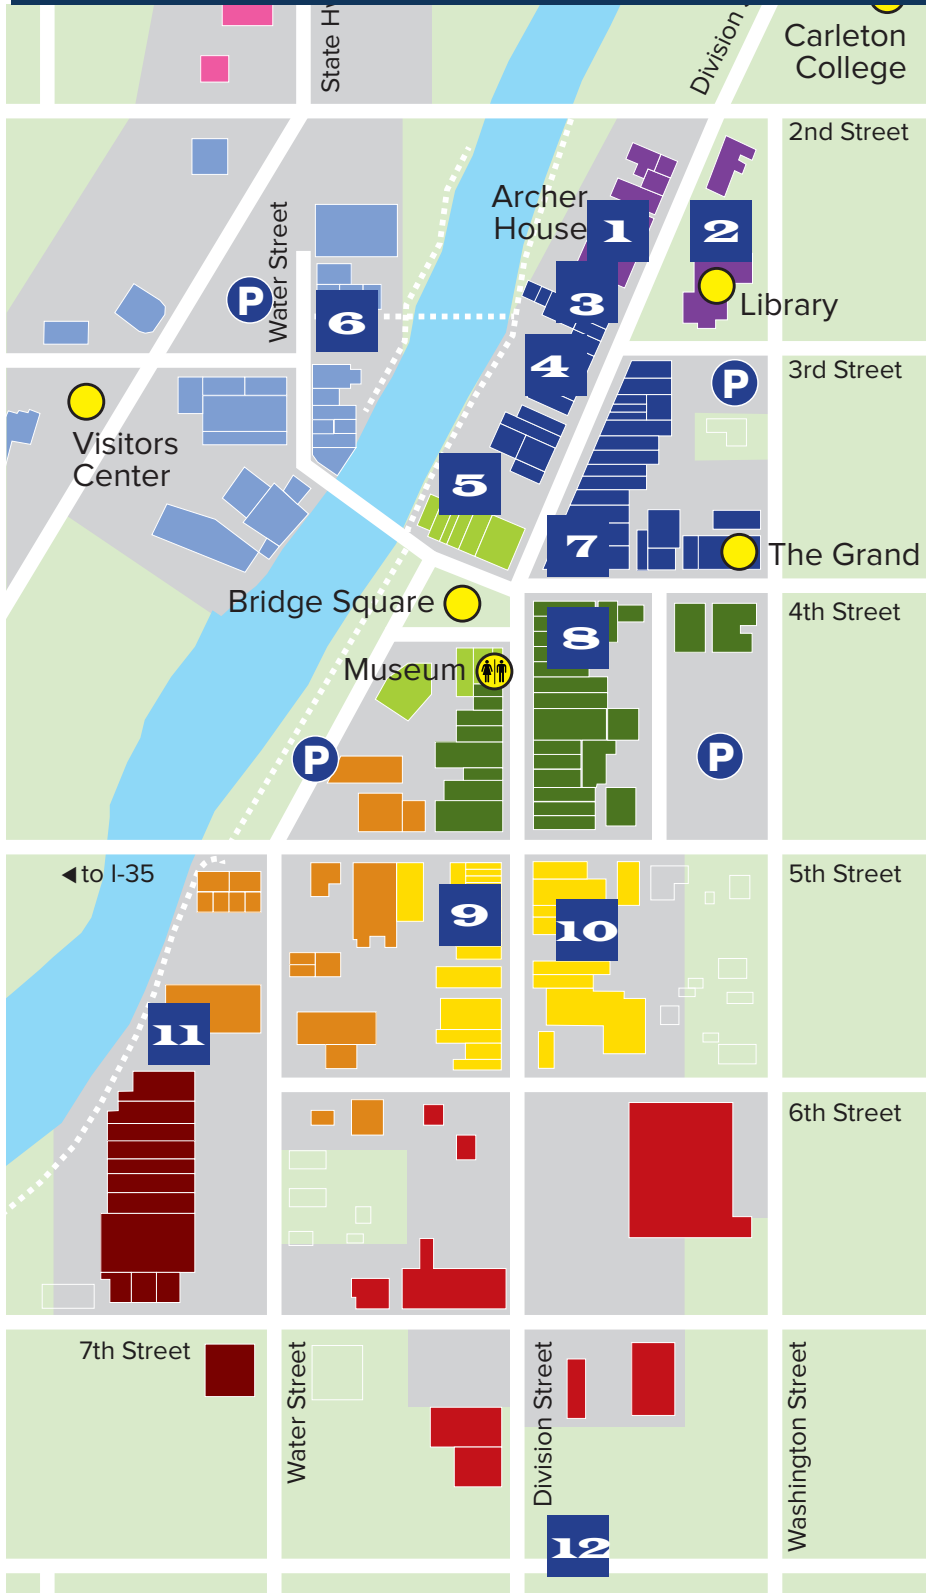 State Hw
Division S
Carleton
College
2nd Street
Archer
House
1
2
Water Street
P
3
6
Library
4
P
3rd Street
Visitors
Center
5
7
The Grand
Bridge Square
4th Street
8
Museum
P
P
to I-35
5th Street
9
10
11
6th Street
7th Street
Water Street
Division Street
Washington Street
12